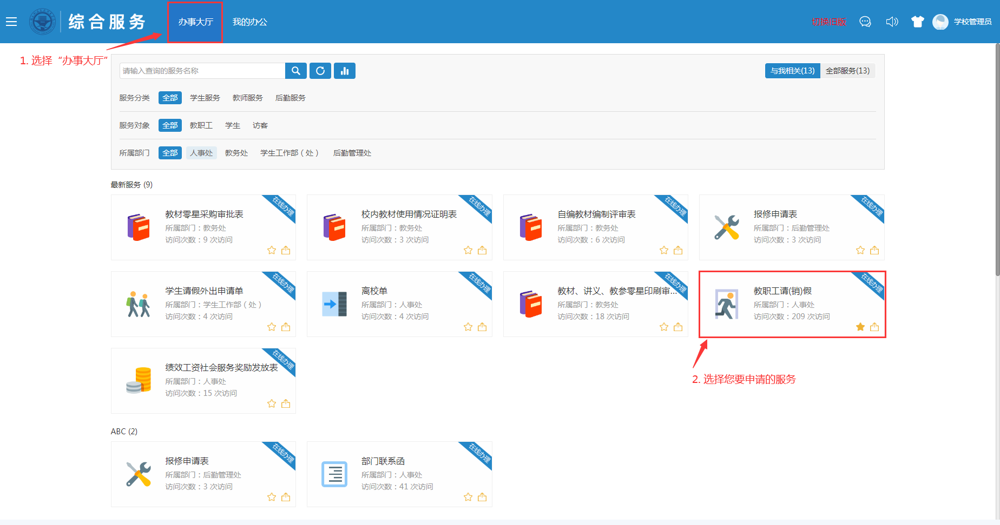 综合服务
办事大厅
我的办公
切换旧版
学校管理员
1. 选择“办事大厅”
请输入查询的服务名称
与我相关(13)
全部服务(13)
服务分类 全部 学生服务 教师服务 后勤服务
服务对象 全部 教职工 学生 访客
所属部门 全部 人事处 教务处 学生工作部（处） 后勤管理处
最新服务 (9)
在线办理
教材零星采购审批表
所属部门：教务处
访问次数：9 次访问
在线办理
校内教材使用情况证明表
所属部门：教务处
访问次数：3 次访问
在线办理
自编教材编制评审表
所属部门：教务处
访问次数：6 次访问
在线办理
报修申请表
所属部门：后勤管理处
访问次数：3 次访问
在线办理
学生请假外出申请单
所属部门：学生工作部（处）
访问次数：4 次访问
在线办理
离校单
所属部门：人事处
访问次数：4 次访问
在线办理
教材、讲义、教参零星印刷审...
所属部门：教务处
访问次数：18 次访问
在线办理
教职工请(销)假
所属部门：人事处
访问次数：209 次访问
2. 选择您要申请的服务
在线办理
绩效工资社会服务奖励发放表
所属部门：人事处
访问次数：15 次访问
ABC (2)
在线办理
报修申请表
所属部门：后勤管理处
访问次数：3 次访问
在线办理
部门联系函
所属部门：人事处
访问次数：41 次访问